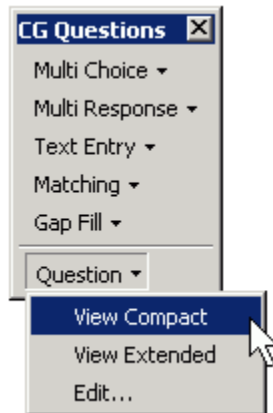 CG Questions
Multi Choice
Multi Response
Text Entry
Matching
Gap Fill
Question
View Compact
View Extended
Edit...